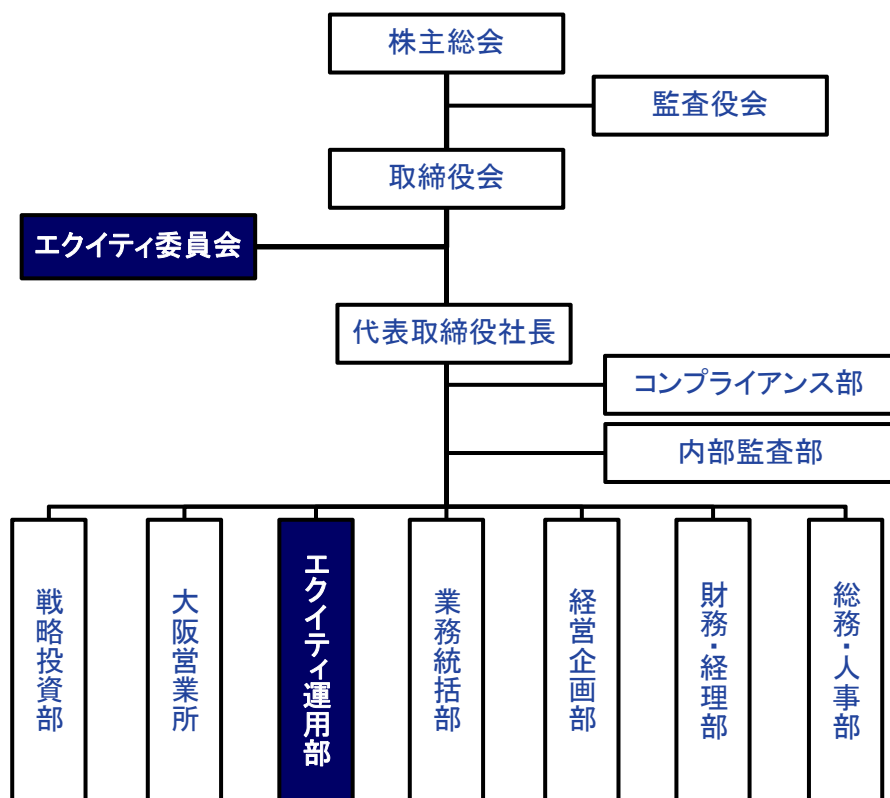 株主総会
監査役会
取締役会
エクイティ委員会
代表取締役社長
コンプライアンス部
内部監査部
戦略投資部
大阪営業所
エクイティ運用部
業務統括部
経営企画部
財務・経理部
総務・人事部